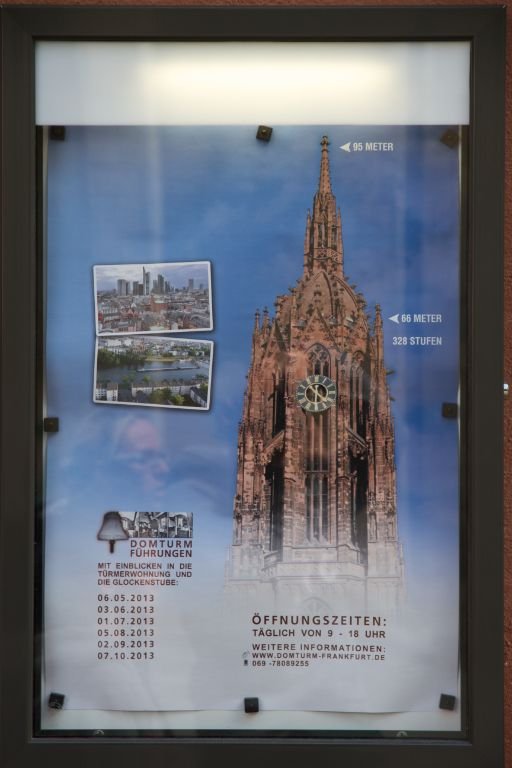 95 METER
66 METER
328 STUFEN
DOMTURM
FÜHRUNGEN
MIT EINBLICKEN IN DIE
TÜRMERWOHNUNG UND
DIE GLOCKENSTUBE:
06.05.2013
03.06.2013
01.07.2013
05.08.2013
02.09.2013
07.10.2013
ÖFFNUNGSZEITEN:
TÄGLICH VON 9 - 18 UHR
WEITERE INFORMATIONEN:
WWW.DOMTURM-FRANKFURT.DE
069 -78089255